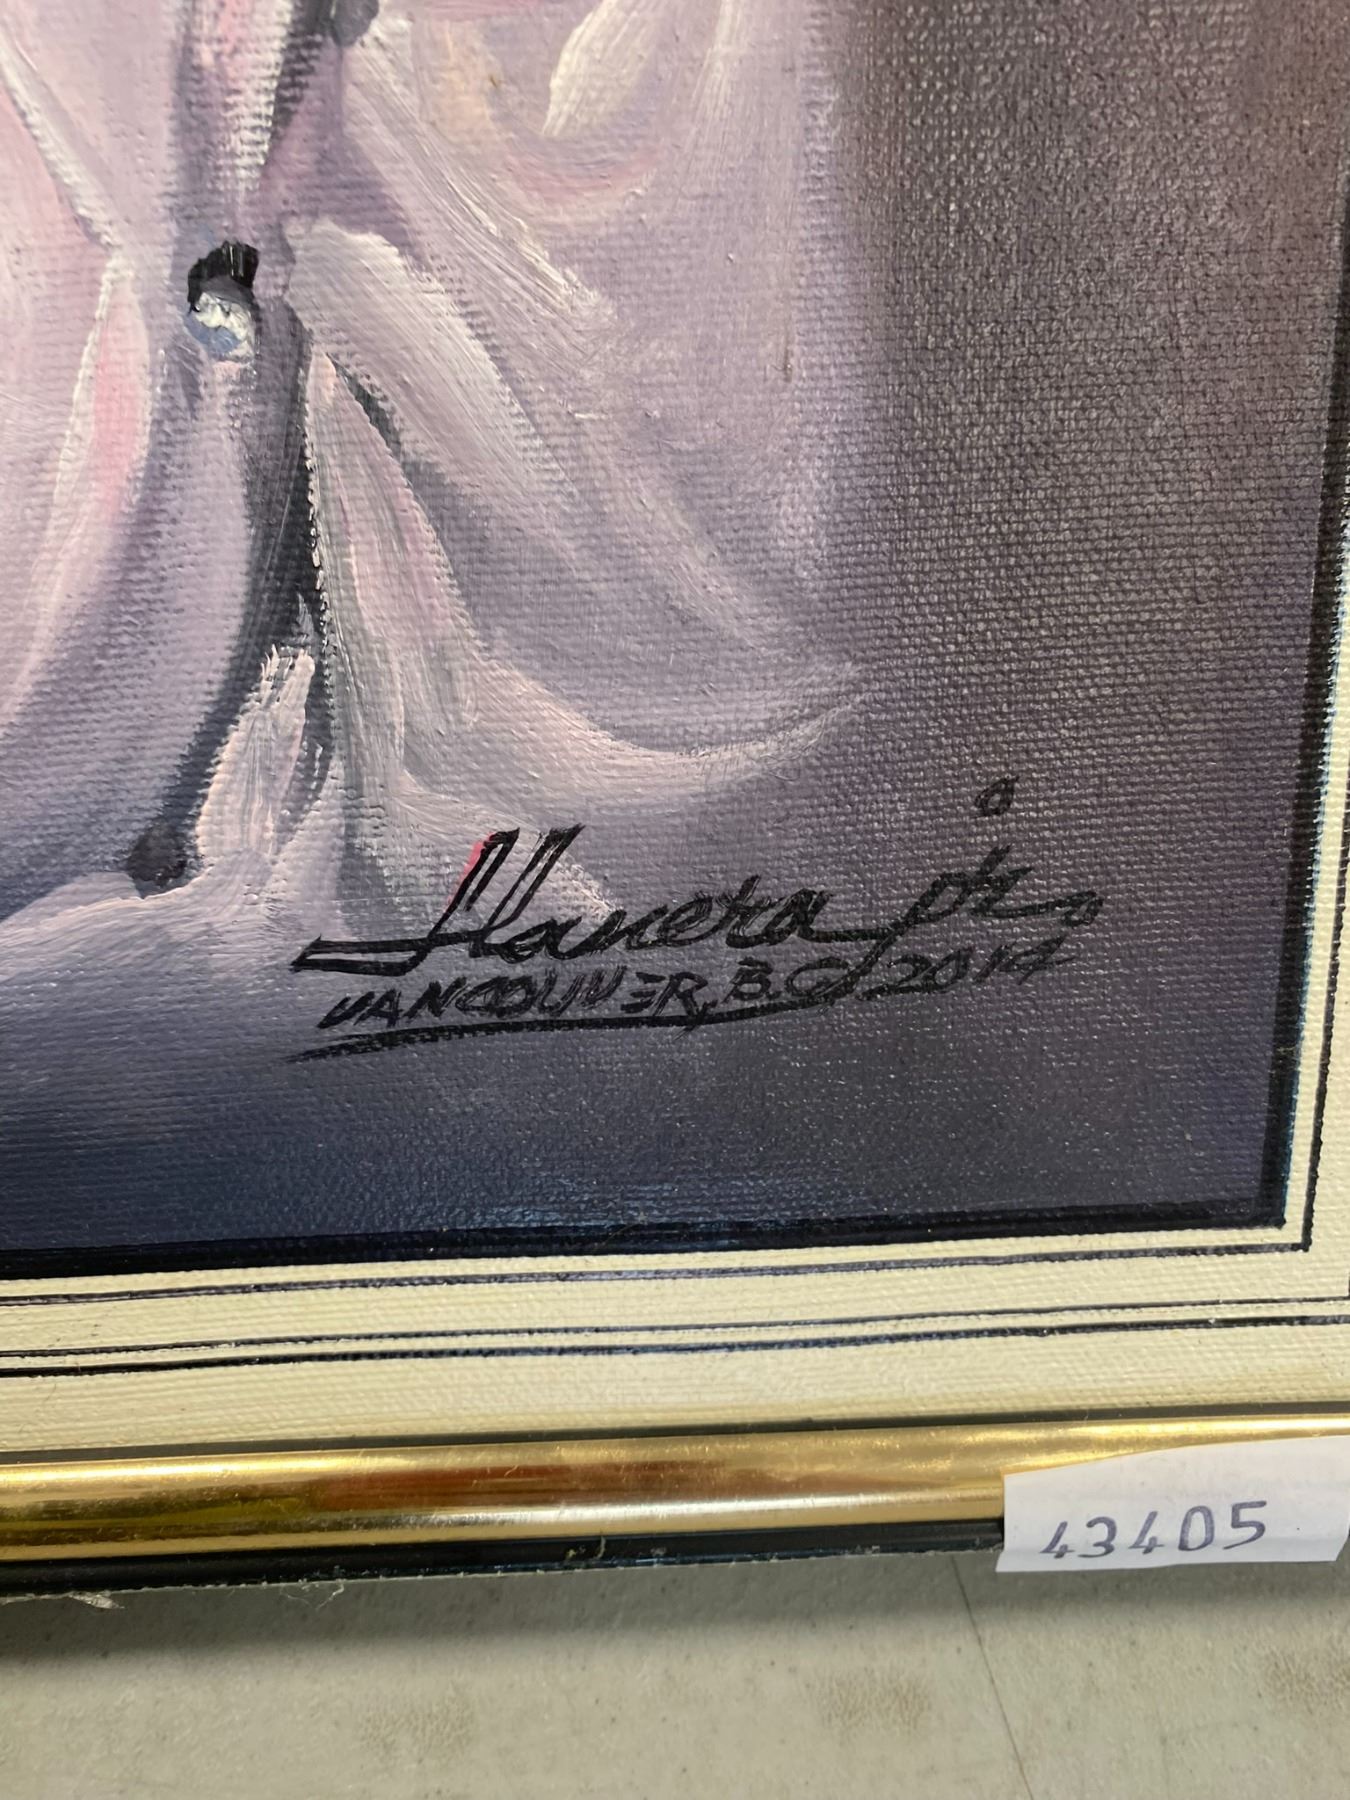 Llanera jr.
VANCOUVER, B.C. 2014
43405